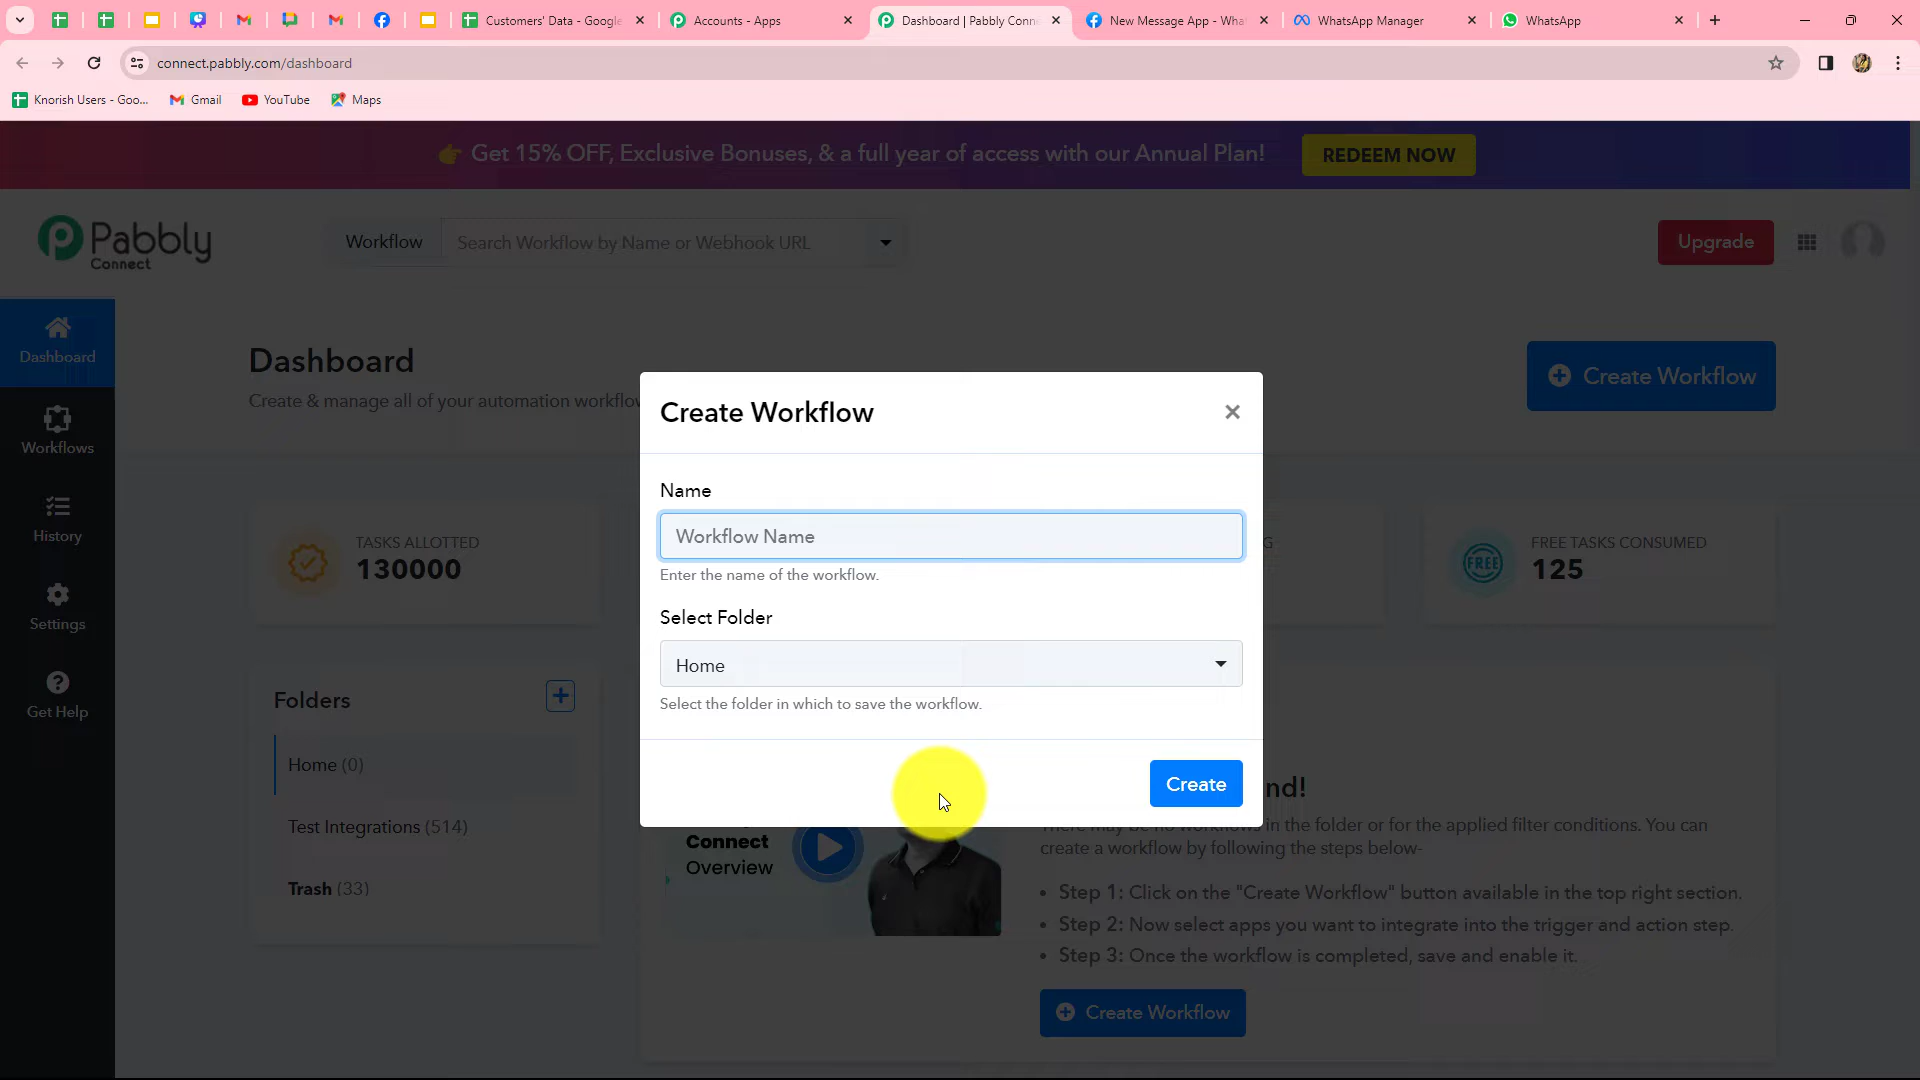 Customers' Data - Google
Accounts - Apps
Dashboard | Pabbly Conne
New Message App - Wha
WhatsApp Manager
WhatsApp
connect.pabbly.com/dashboard
Knorish Users - Goo...
Gmail
YouTube
Maps
Get 15% OFF, Exclusive Bonuses, & a full year of access with our Annual Plan!
REDEEM NOW
Pabbly
Connect
Workflow
Search Workflow by Name or Webhook URL
Upgrade
Dashboard
Workflows
History
Settings
Get Help
Dashboard
Create & manage all of your automation workflow
Create Workflow
TASKS ALLOTTED
130000
G
FREE
FREE TASKS CONSUMED
125
Folders
Home (0)
Test Integrations (514)
Trash (33)
Create Workflow
Name
Workflow Name
Enter the name of the workflow.
Select Folder
Home
Select the folder in which to save the workflow.
Create
Connect
Overview
nd!
There may be no workflows in the folder or for the applied filter conditions. You can
create a workflow by following the steps below-
• Step 1: Click on the "Create Workflow" button available in the top right section.
• Step 2: Now select apps you want to integrate into the trigger and action step.
• Step 3: Once the workflow is completed, save and enable it.
Create Workflow